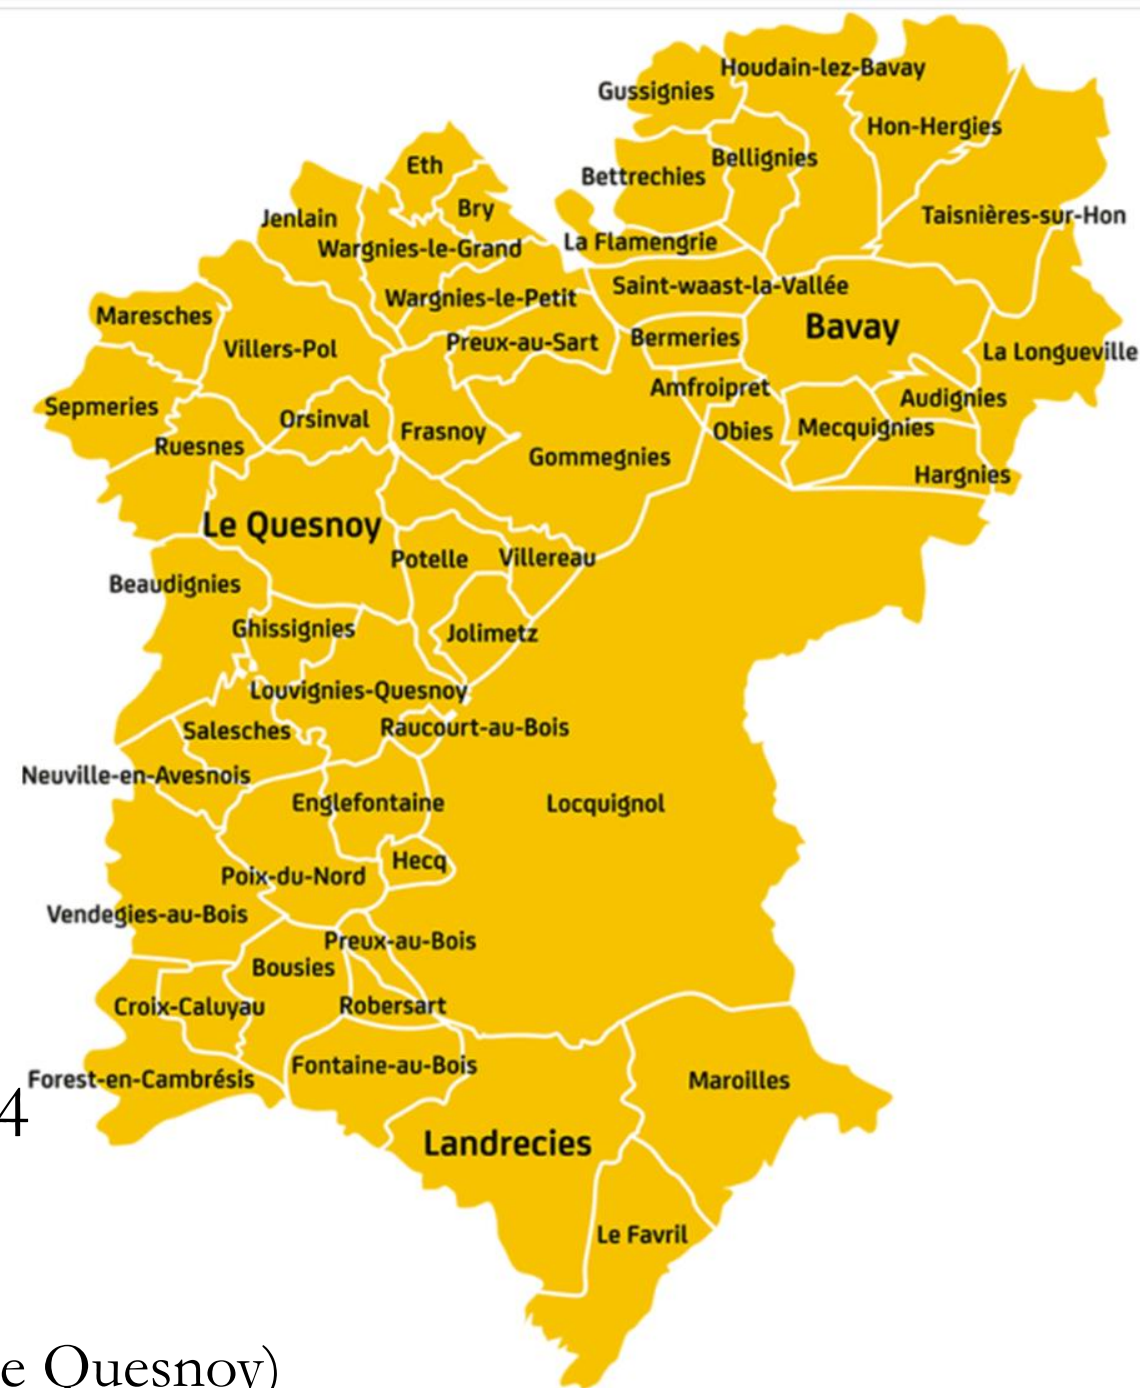 Houdain-lez-Bavay
Gussignies
Hon-Hergies
Bellignies
Eth
Bettrechies
Bry
Taisnières-sur-Hon
Jenlain
La Flamengrie
Wargnies-le-Grand
Saint-waast-la-Vallée
Wargnies-le-Petit
Maresches
Bavay
Bermeries
Preux-au-Sart
Villers-Pol
La Longueville
Amfroipret
Audignies
Sepmeries
Orsinval
Mecquignies
Frasnoy
Obies
Ruesnes
Gommegnies
Hargnies
Le Quesnoy
Potelle
Villereau
Beaudignies
Ghissignies
Jolimetz
Louvignies-Quesnoy
Raucourt-au-Bois
Salesches
Neuville-en-Avesnois
Englefontaine
Locquignol
Hecq
Poix-du-Nord
Vendegies-au-Bois
Preux-au-Bois
Bousies
Croix-Caluyau
Robersart
Fontaine-au-Bois
Forest-en-Cambrésis
Maroilles
4
Landrecies
Le Favril
e Quesnoy)